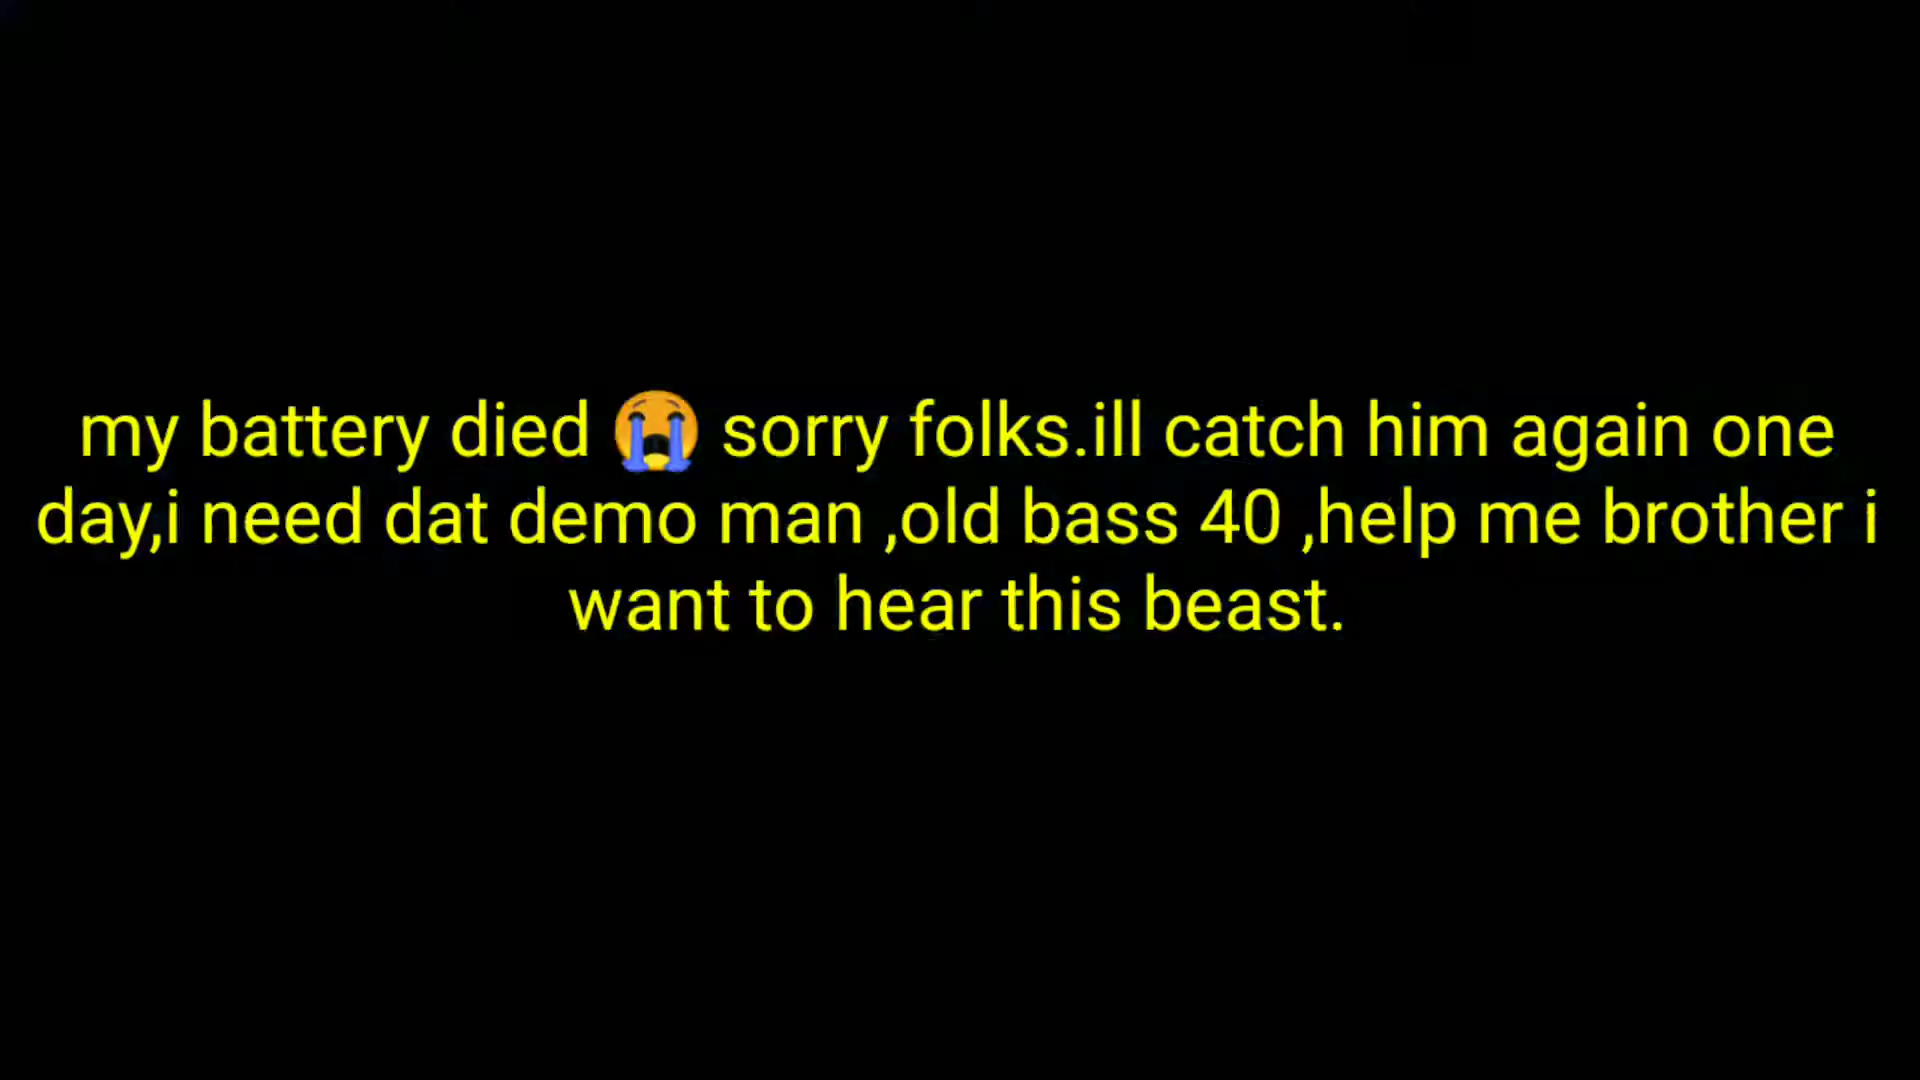 my battery died 😭 sorry folks.ill catch him again one
day,i need dat demo man ,old bass 40 ,help me brother i
want to hear this beast.